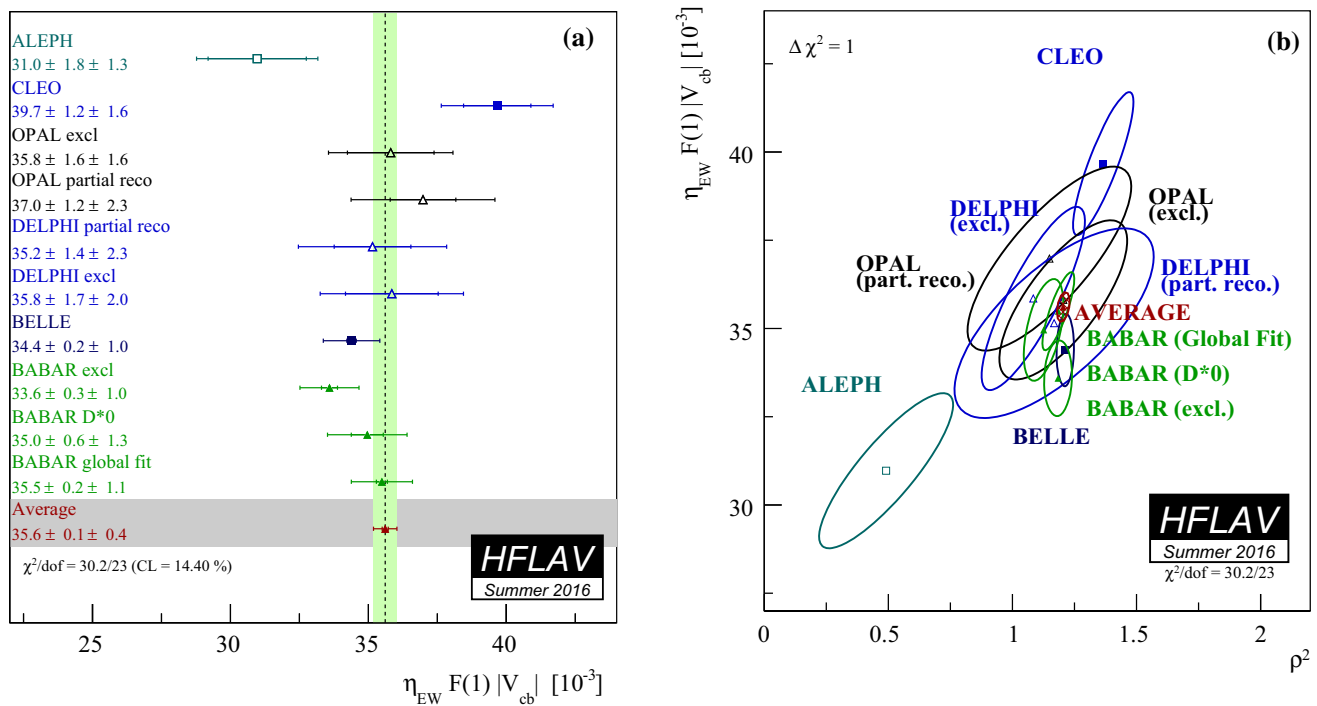 (a)
ALEPH
31.0 ± 1.8 ± 1.3
CLEO
39.7 ± 1.2 ± 1.6
OPAL excl
35.8 ± 1.6 ± 1.6
OPAL partial reco
37.0 ± 1.2 ± 2.3
DELPHI partial reco
35.2 ± 1.4 ± 2.3
DELPHI excl
35.8 ± 1.7 ± 2.0
BELLE
34.4 ± 0.2 ± 1.0
BABAR excl
33.6 ± 0.3 ± 1.0
BABAR D*0
35.0 ± 0.6 ± 1.3
BABAR global fit
35.5 ± 0.2 ± 1.1
Average
35.6 ± 0.1 ± 0.4
χ²/dof = 30.2/23 (CL = 14.40 %)
HFLAV
Summer 2016
25 30 35 40
η_EW F(1) |V_cb| [10⁻³]
(b)
η_EW F(1) |V_cb| [10⁻³]
Δ χ² = 1
CLEO
40
OPAL
(excl.)
DELPHI
(excl.)
OPAL
(part. reco.)
DELPHI
(part. reco.)
35
AVERAGE
BABAR (Global Fit)
BABAR (D*0)
ALEPH
BABAR (excl.)
BELLE
30
HFLAV
Summer 2016
χ²/dof = 30.2/23
0 0.5 1 1.5 2
ρ²